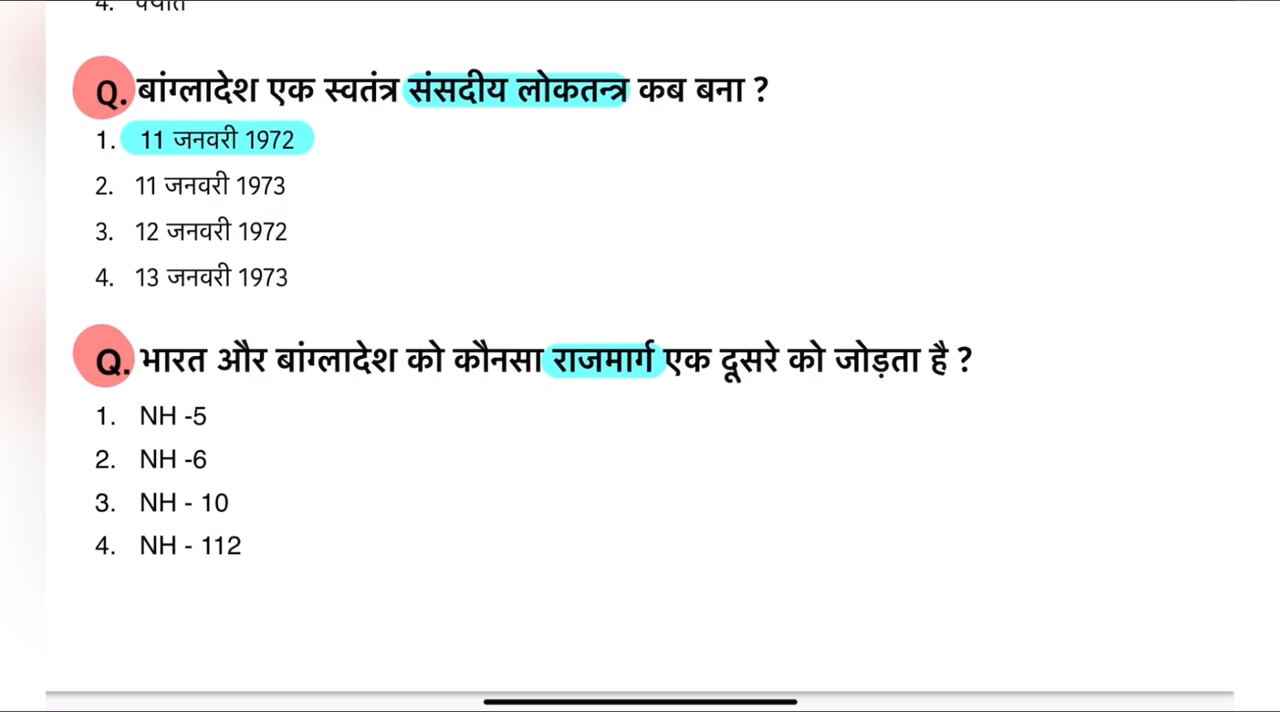 4. पर्याप्त
Q. बांग्लादेश एक स्वतंत्र संसदीय लोकतन्त्र कब बना ?
1. 11 जनवरी 1972
2. 11 जनवरी 1973
3. 12 जनवरी 1972
4. 13 जनवरी 1973
Q. भारत और बांग्लादेश को कौनसा राजमार्ग एक दूसरे को जोड़ता है ?
1. NH -5
2. NH -6
3. NH - 10
4. NH - 112